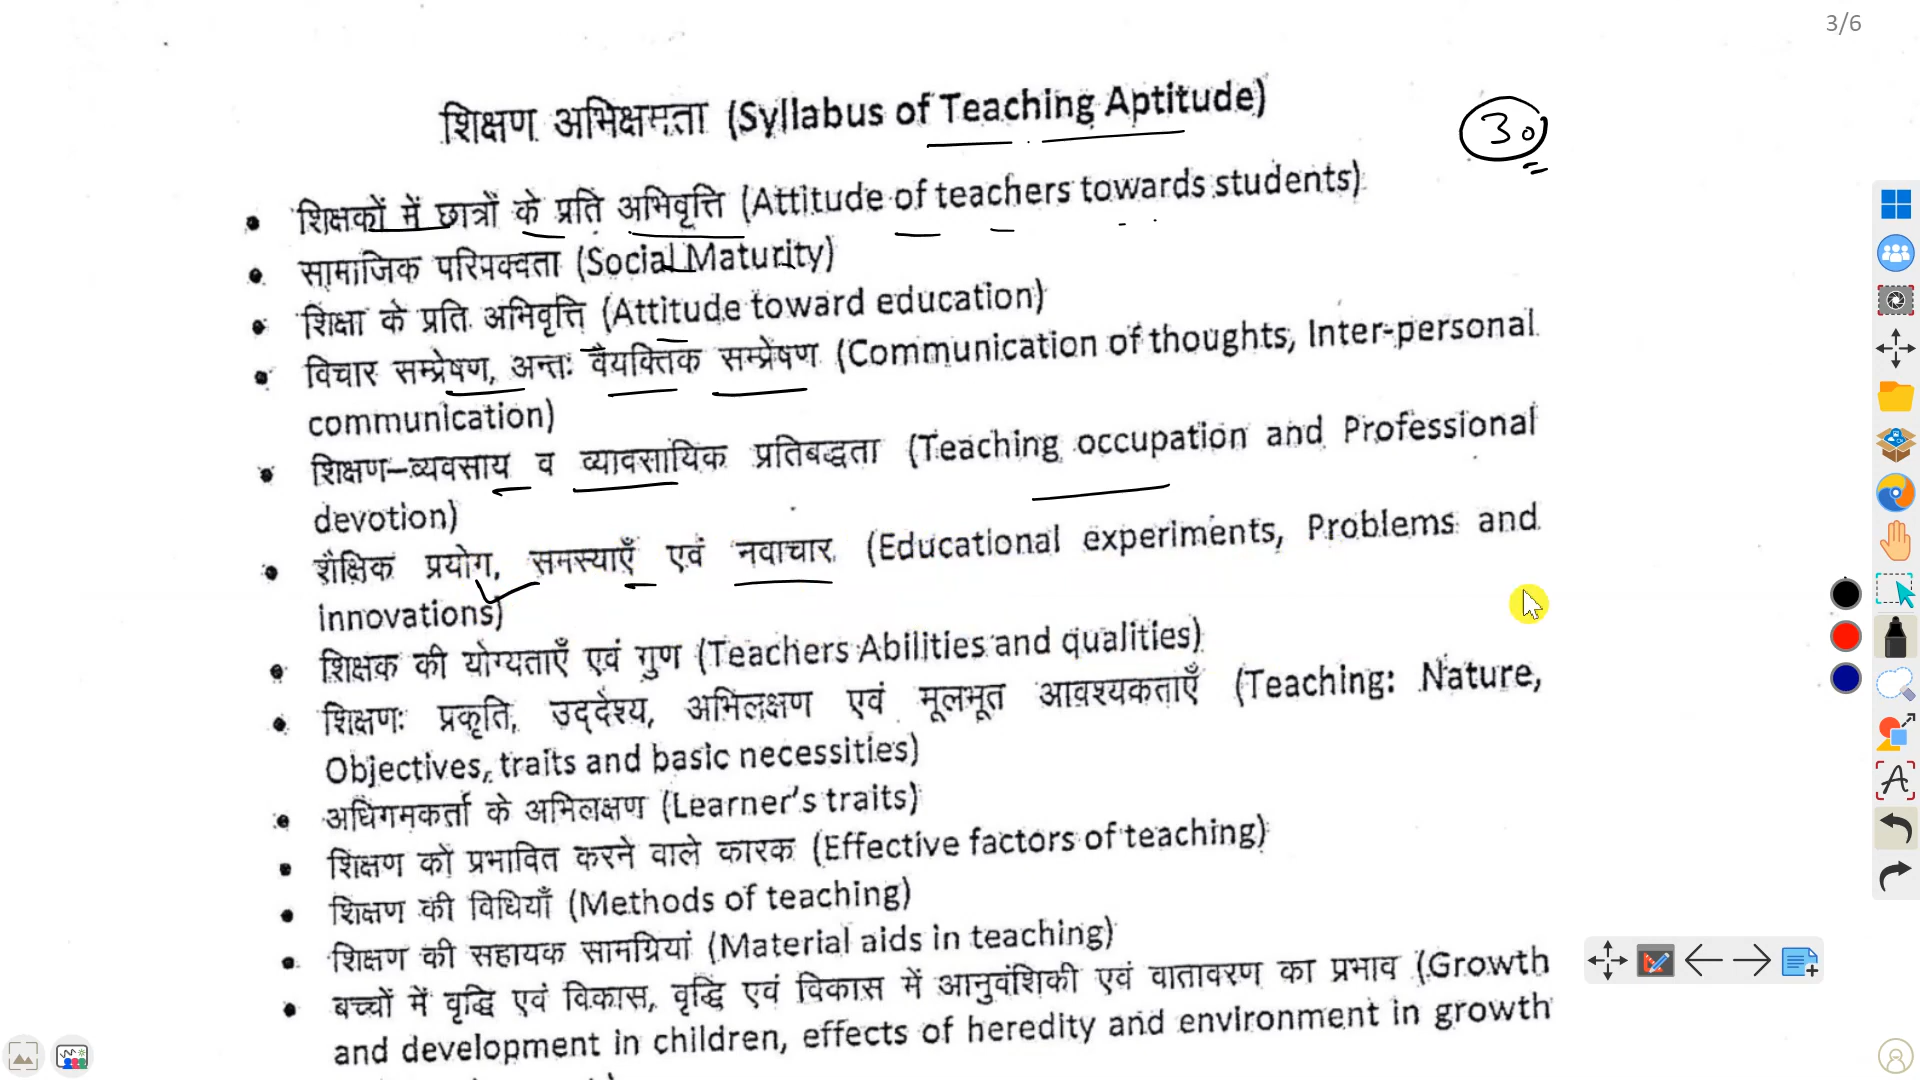 3/6
शिक्षण अभिक्षमता (Syllabus of Teaching Aptitude)
30
• शिक्षकों में छात्रों के प्रति अभिवृत्ति (Attitude of teachers towards students)
• सामाजिक परिपक्वता (Social Maturity)
• शिक्षा के प्रति अभिवृत्ति (Attitude toward education)
• विचार सम्प्रेषण, अन्तः वैयक्तिक सम्प्रेषण (Communication of thoughts, Inter-personal
communication)
• शिक्षण–व्यवसाय व व्यावसायिक प्रतिबद्धता (Teaching occupation and Professional
devotion)
• शैक्षिक प्रयोग, समस्याएँ एवं नवाचार (Educational experiments, Problems and
innovations)
• शिक्षक की योग्यताएँ एवं गुण (Teachers Abilities and qualities)
• शिक्षणः प्रकृति, उद्देश्य, अभिलक्षण एवं मूलभूत आवश्यकताएँ (Teaching: Nature,
Objectives, traits and basic necessities)
• अधिगमकर्ता के अभिलक्षण (Learner's traits)
• शिक्षण को प्रभावित करने वाले कारक (Effective factors of teaching)
• शिक्षण की विधियाँ (Methods of teaching)
• शिक्षण की सहायक सामग्रियां (Material aids in teaching)
• बच्चों में वृद्धि एवं विकास, वृद्धि एवं विकास में आनुवंशिकी एवं वातावरण का प्रभाव (Growth
and development in children, effects of heredity and environment in growth